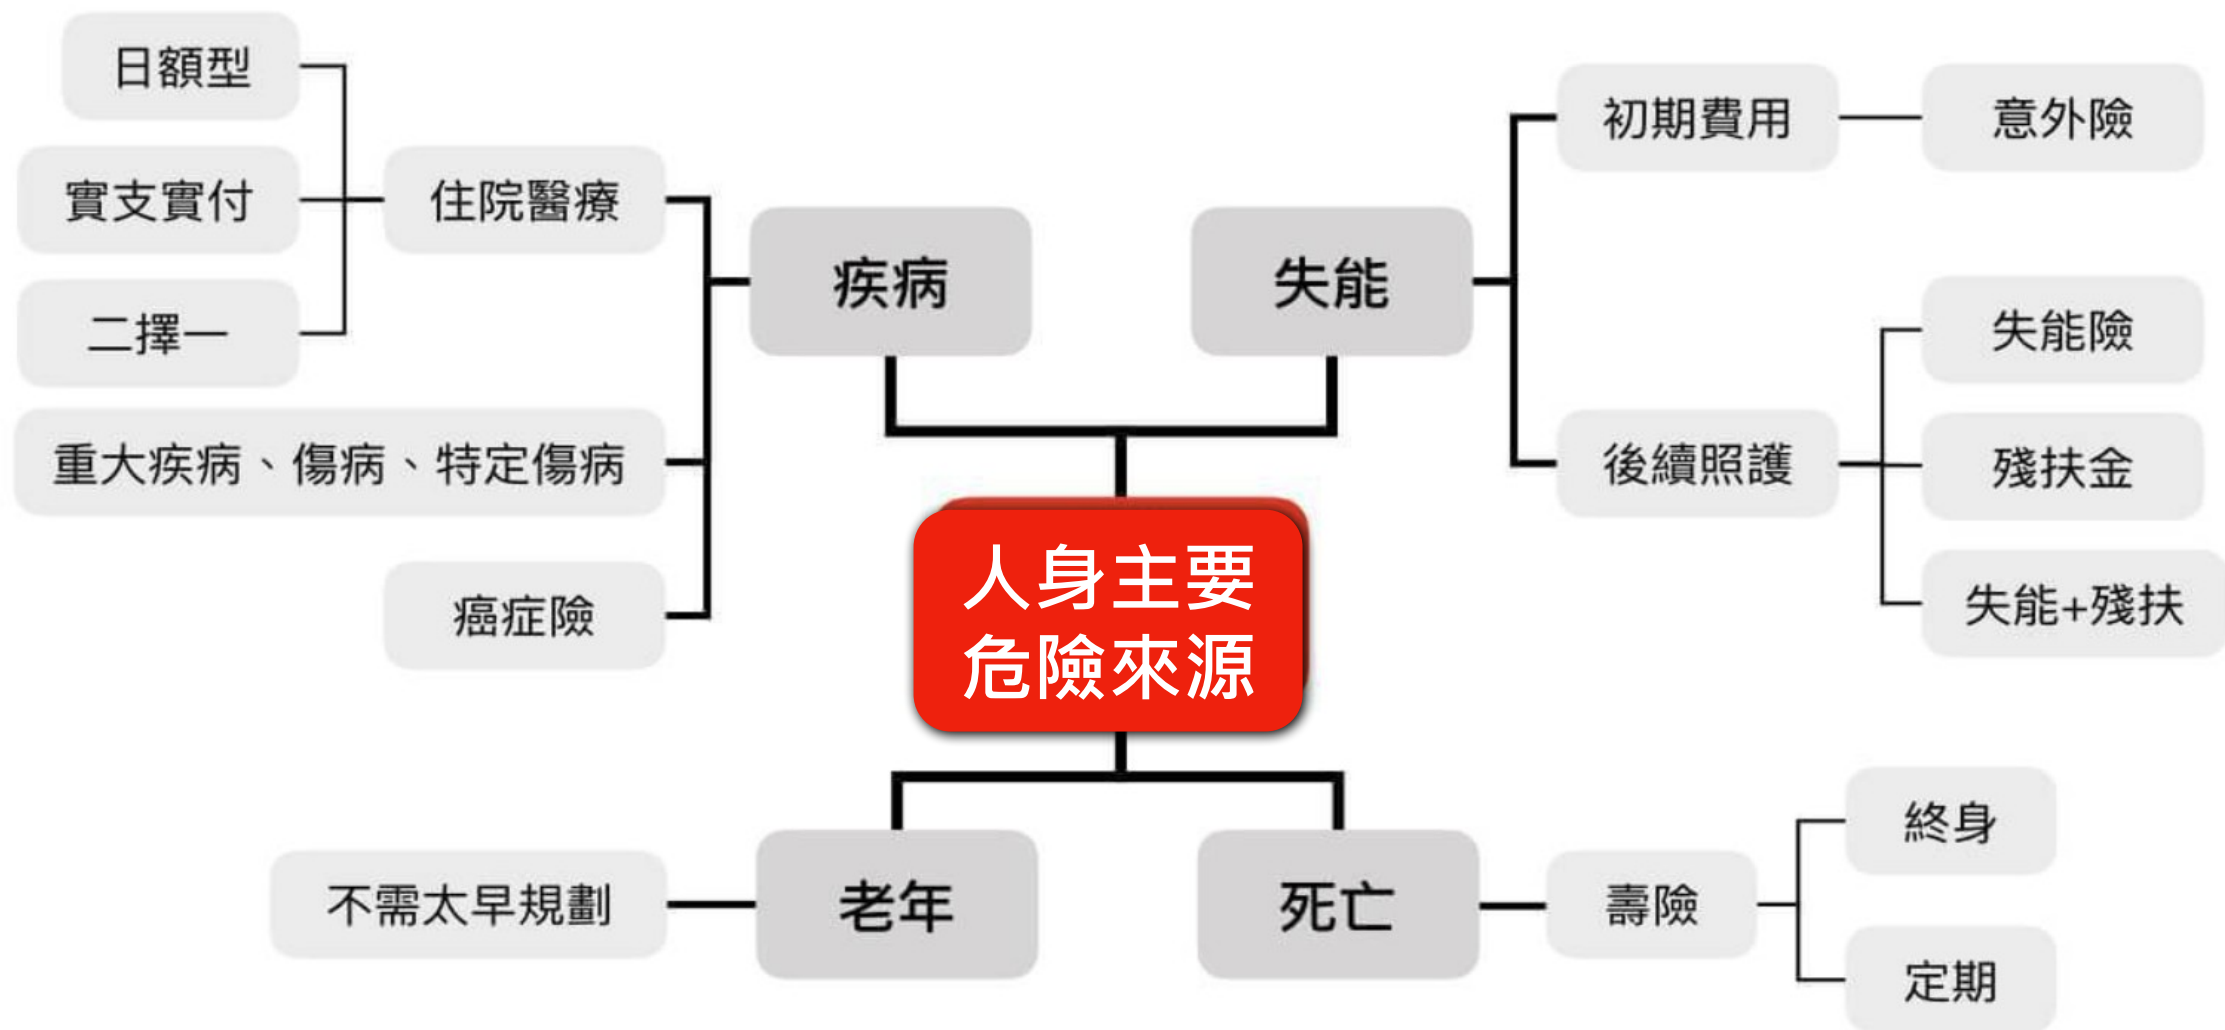 日額型
實支實付
二擇一
住院醫療
重大疾病、傷病、特定傷病
癌症險
疾病
失能
初期費用
意外險
後續照護
失能險
殘扶金
失能+殘扶
人身主要
危險來源
不需太早規劃
老年
死亡
壽險
終身
定期